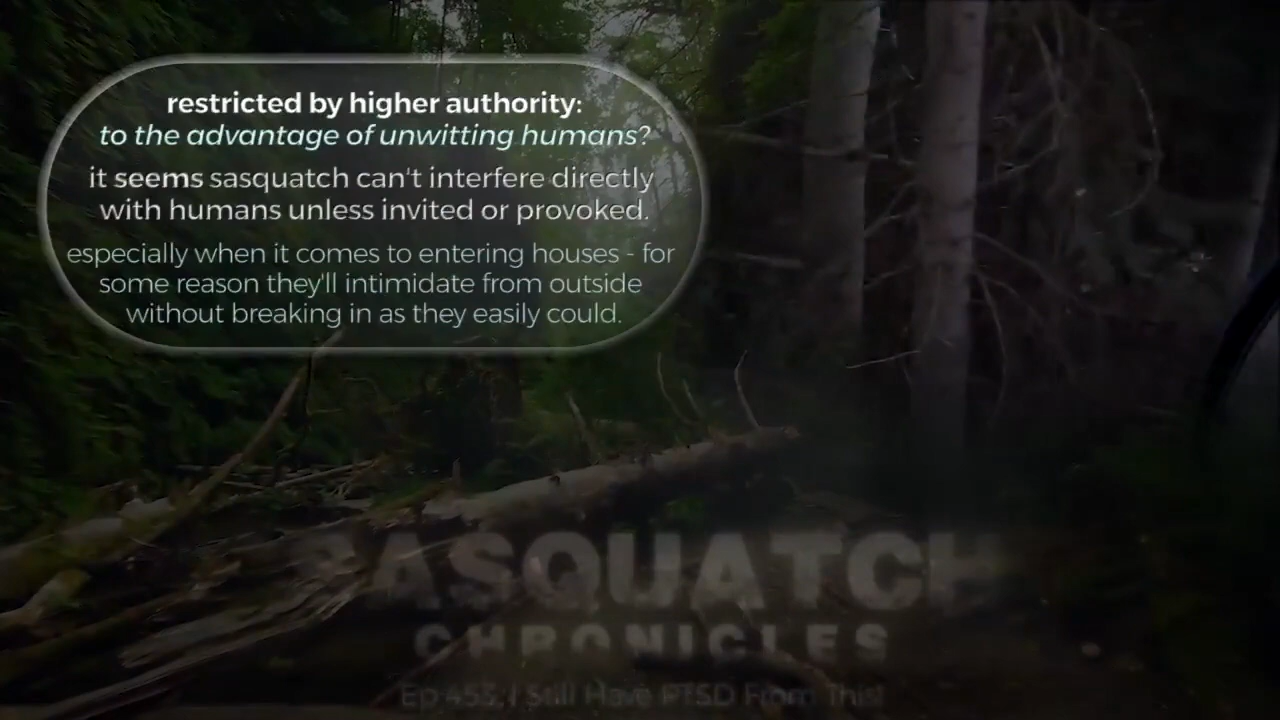 restricted by higher authority:
to the advantage of unwitting humans?
it seems sasquatch can't interfere directly
with humans unless invited or provoked.
especially when it comes to entering houses - for
some reason they'll intimidate from outside
without breaking in as they easily could.
SASQUATCH
CHRONICLES
Ep 453, I Still Have PTSD From This!